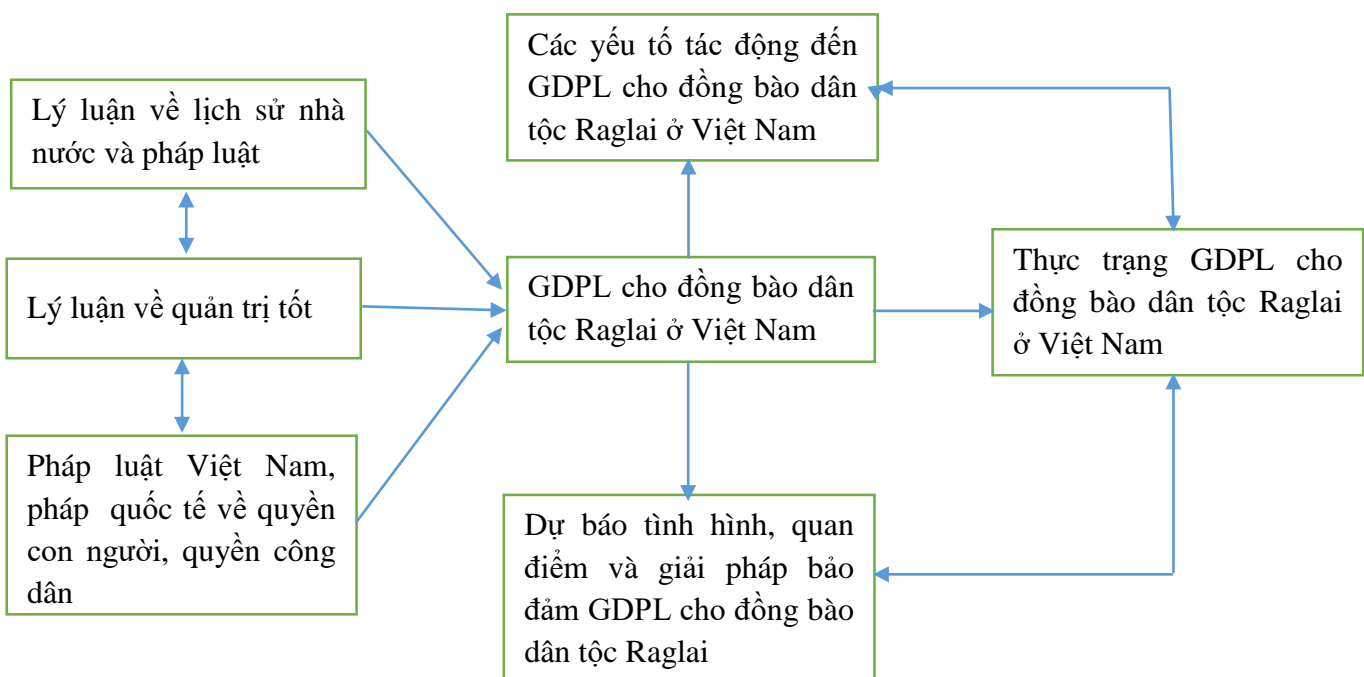 Lý luận về lịch sử nhà
nước và pháp luật
Lý luận về quản trị tốt
Pháp luật Việt Nam,
pháp quốc tế về quyền
con người, quyền công
dân
Các yếu tố tác động đến
GDPL cho đồng bào dân
tộc Raglai ở Việt Nam
GDPL cho đồng bào dân
tộc Raglai ở Việt Nam
Dự báo tình hình, quan
điểm và giải pháp bảo
đảm GDPL cho đồng bào
dân tộc Raglai
Thực trạng GDPL cho
đồng bào dân tộc Raglai
ở Việt Nam